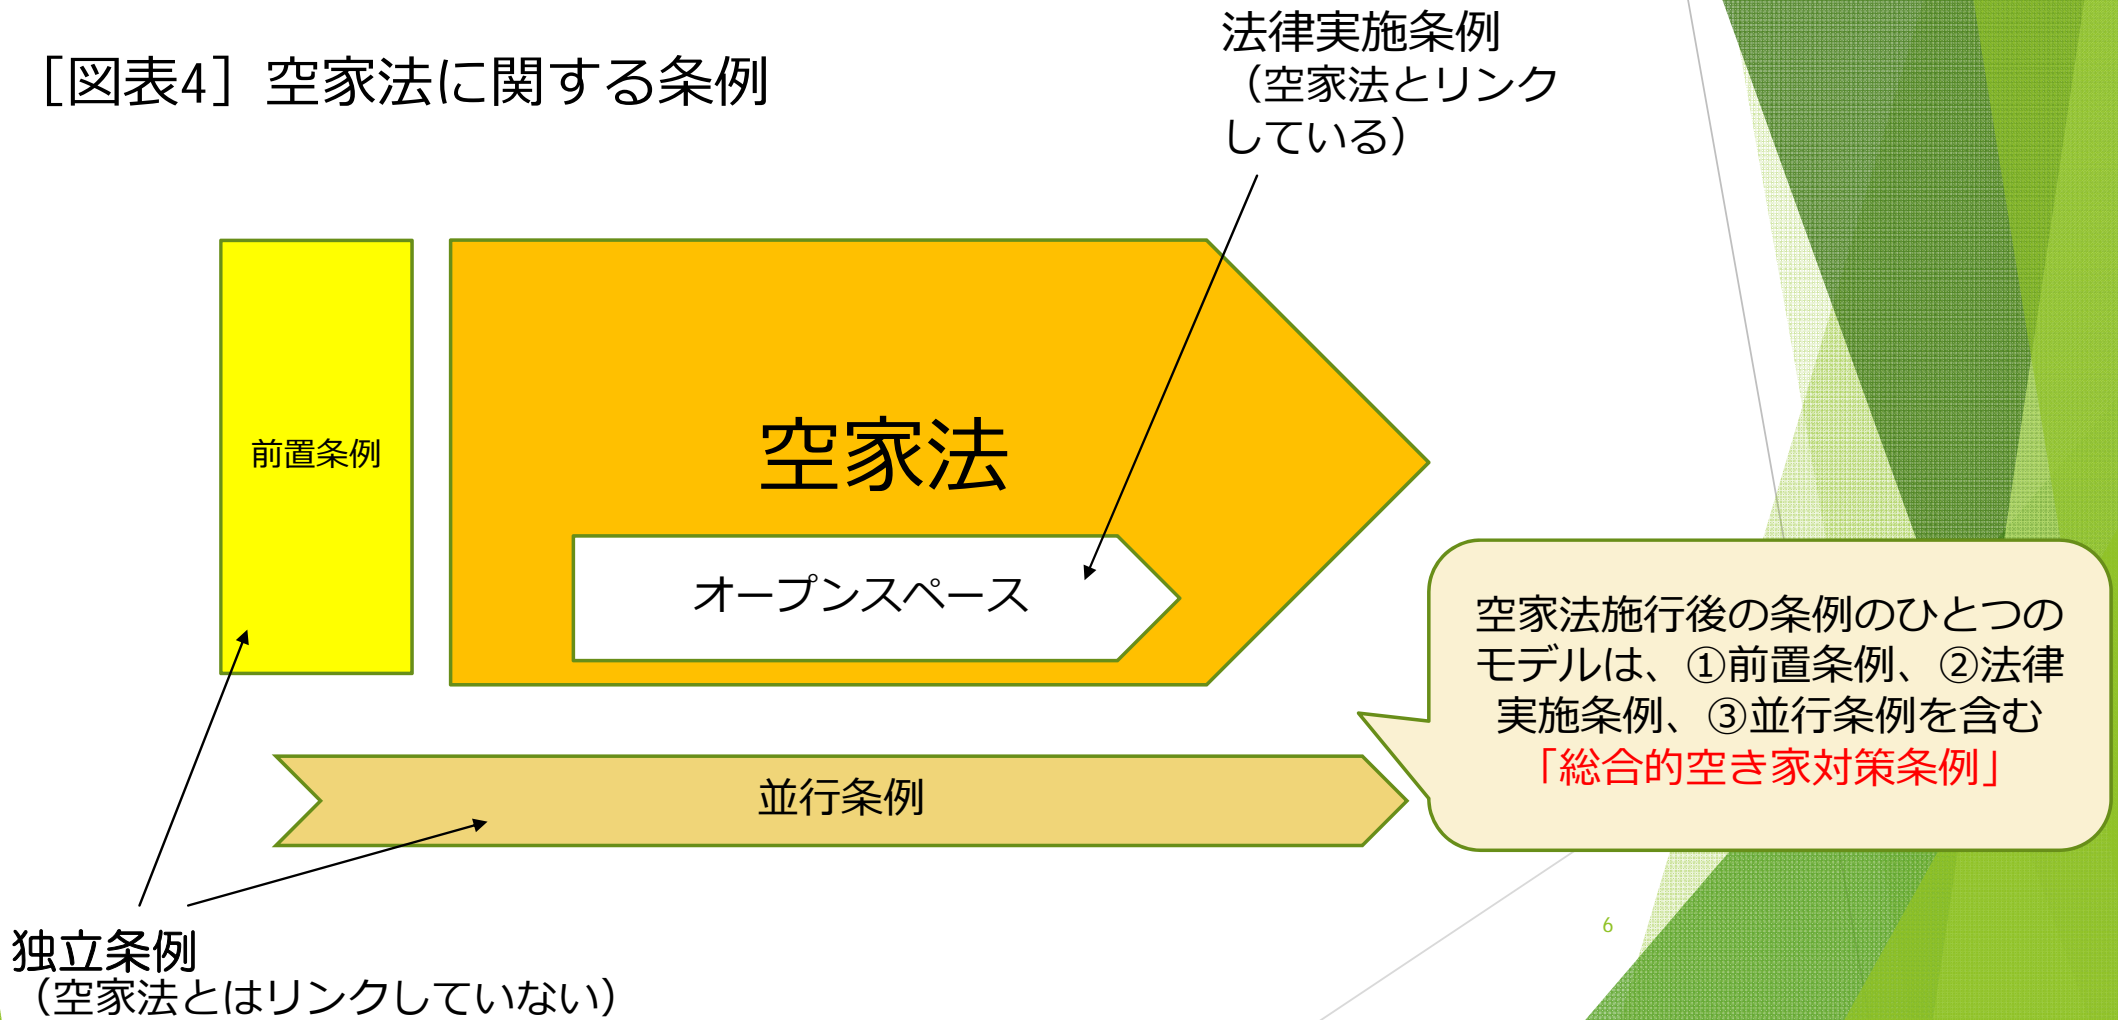 ［図表4］空家法に関する条例
法律実施条例
（空家法とリンク
している）
前置条例
空家法
オープンスペース
並行条例
空家法施行後の条例のひとつの
モデルは、①前置条例、②法律
実施条例、③並行条例を含む
「総合的空き家対策条例」
独立条例
（空家法とはリンクしていない）
6